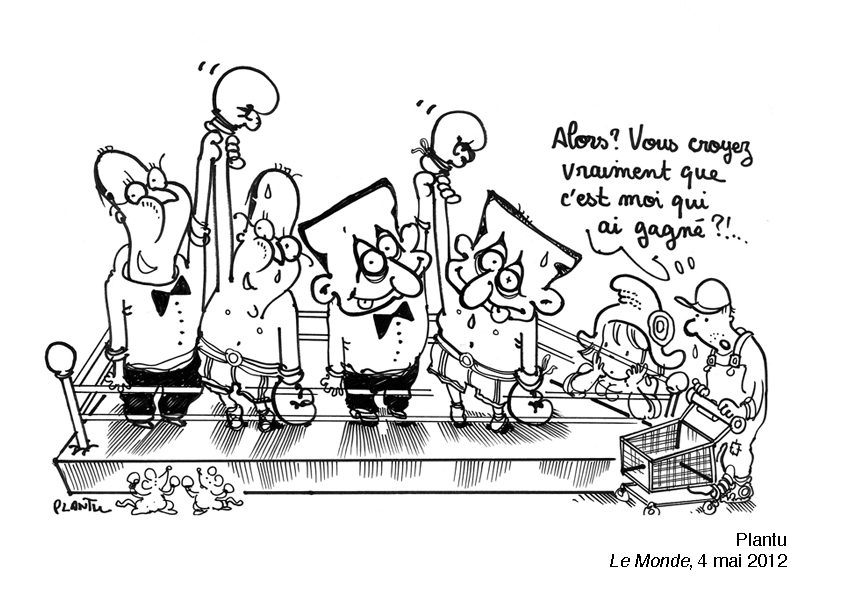 Alors? Vous croyez
vraiment que
c'est moi qui
ai gagné?!...
PLANTU
Plantu
Le Monde, 4 mai 2012